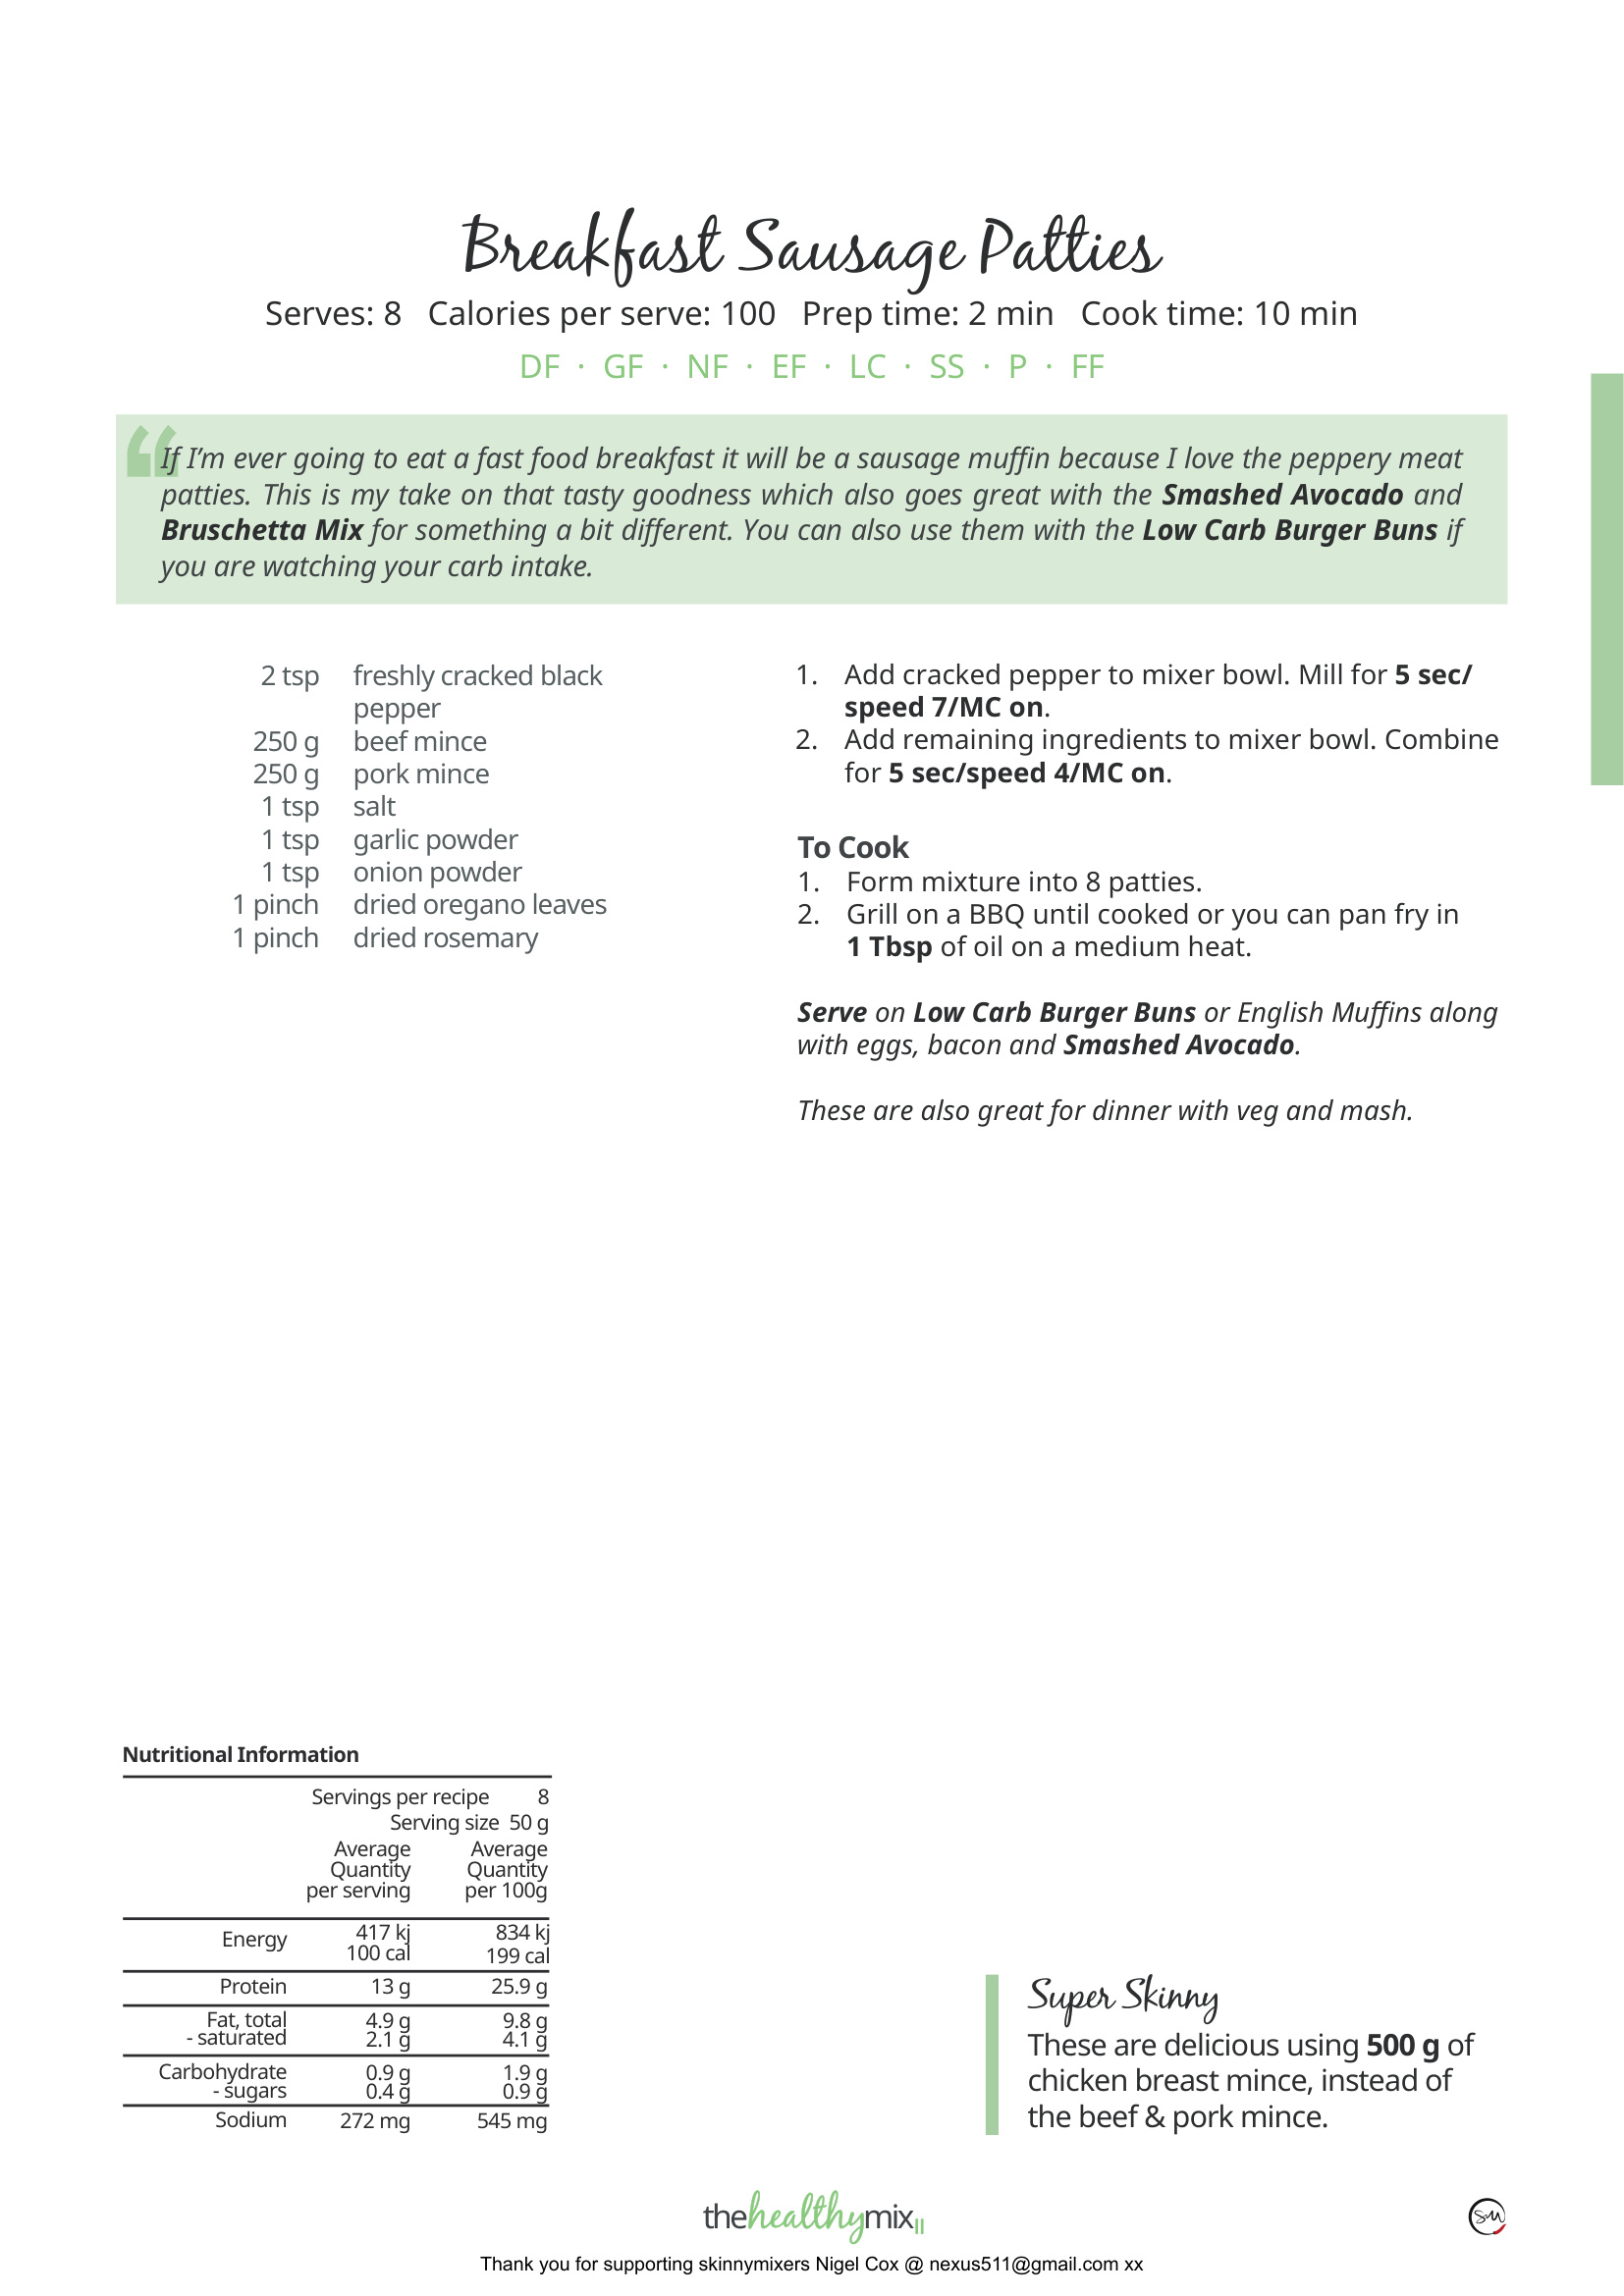 Breakfast Sausage Patties
Serves: 8 Calories per serve: 100 Prep time: 2 min Cook time: 10 min
DF · GF · NF · EF · LC · SS · P · FF
“If I’m ever going to eat a fast food breakfast it will be a sausage muffin because I love the peppery meat
patties. This is my take on that tasty goodness which also goes great with the Smashed Avocado and
Bruschetta Mix for something a bit different. You can also use them with the Low Carb Burger Buns if
you are watching your carb intake.
2 tsp freshly cracked black
pepper
250 g beef mince
250 g pork mince
1 tsp salt
1 tsp garlic powder
1 tsp onion powder
1 pinch dried oregano leaves
1 pinch dried rosemary
1. Add cracked pepper to mixer bowl. Mill for 5 sec/
speed 7/MC on.
2. Add remaining ingredients to mixer bowl. Combine
for 5 sec/speed 4/MC on.
To Cook
1. Form mixture into 8 patties.
2. Grill on a BBQ until cooked or you can pan fry in
1 Tbsp of oil on a medium heat.
Serve on Low Carb Burger Buns or English Muffins along
with eggs, bacon and Smashed Avocado.
These are also great for dinner with veg and mash.
Nutritional Information
Servings per recipe 8
Serving size 50 g
Average Average
Quantity Quantity
per serving per 100g
Energy 417 kj 834 kj
100 cal 199 cal
Protein 13 g 25.9 g
Fat, total 4.9 g 9.8 g
- saturated 2.1 g 4.1 g
Carbohydrate 0.9 g 1.9 g
- sugars 0.4 g 0.9 g
Sodium 272 mg 545 mg
Super Skinny
These are delicious using 500 g of
chicken breast mince, instead of
the beef & pork mince.
thehealthymix II
SM
Thank you for supporting skinnymixers Nigel Cox @ nexus511@gmail.com xx